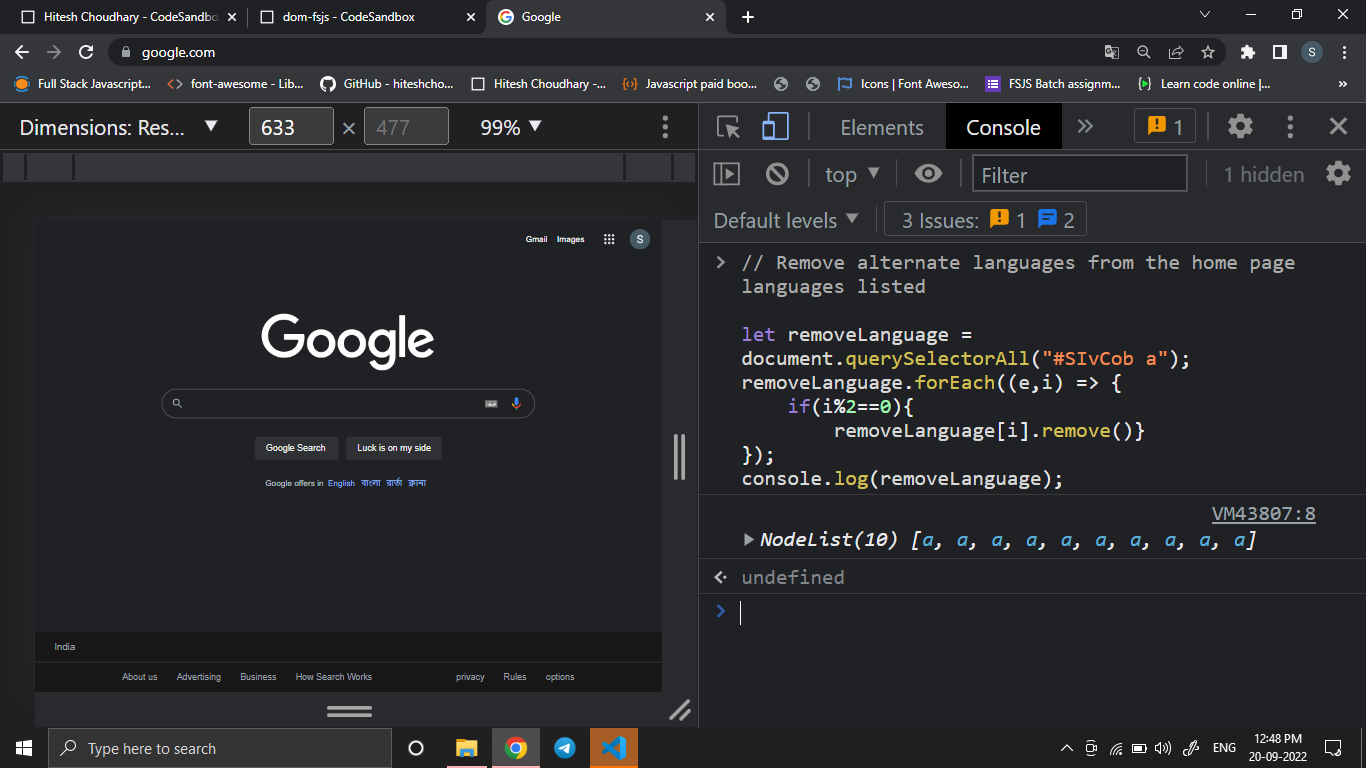 Hitesh Choudhary - CodeSandbo
dom-fsjs - CodeSandbox
Google
google.com
S
Full Stack Javascript...
font-awesome - Lib...
GitHub - hiteshcho...
Hitesh Choudhary -...
Javascript paid boo...
Icons | Font Aweso...
FSJS Batch assignm...
Learn code online |...
»
Dimensions: Res... 633 × 477 99%
Elements Console 1
top Filter 1 hidden
Default levels 3 Issues: 1 2
Gmail Images S
Google
Google Search Luck is on my side
Google offers in English বাংলা
India
About us Advertising Business How Search Works privacy Rules options
// Remove alternate languages from the home page
languages listed
let removeLanguage =
document.querySelectorAll("#SIvCob a");
removeLanguage.forEach((e,i) => {
if(i%2==0){
removeLanguage[i].remove()}
});
console.log(removeLanguage);
VM43807:8
NodeList(10) [a, a, a, a, a, a, a, a, a, a]
undefined
Type here to search
ENG
12:48 PM
20-09-2022